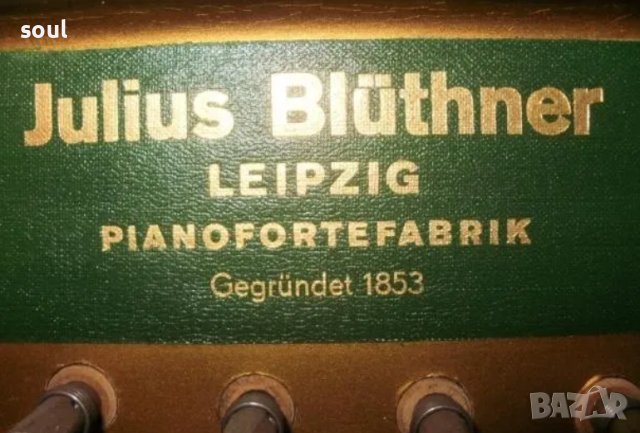 soul
Julius Blüthner
LEIPZIG
PIANOFORTEFABRIK
Gegründet 1853
BAZAR